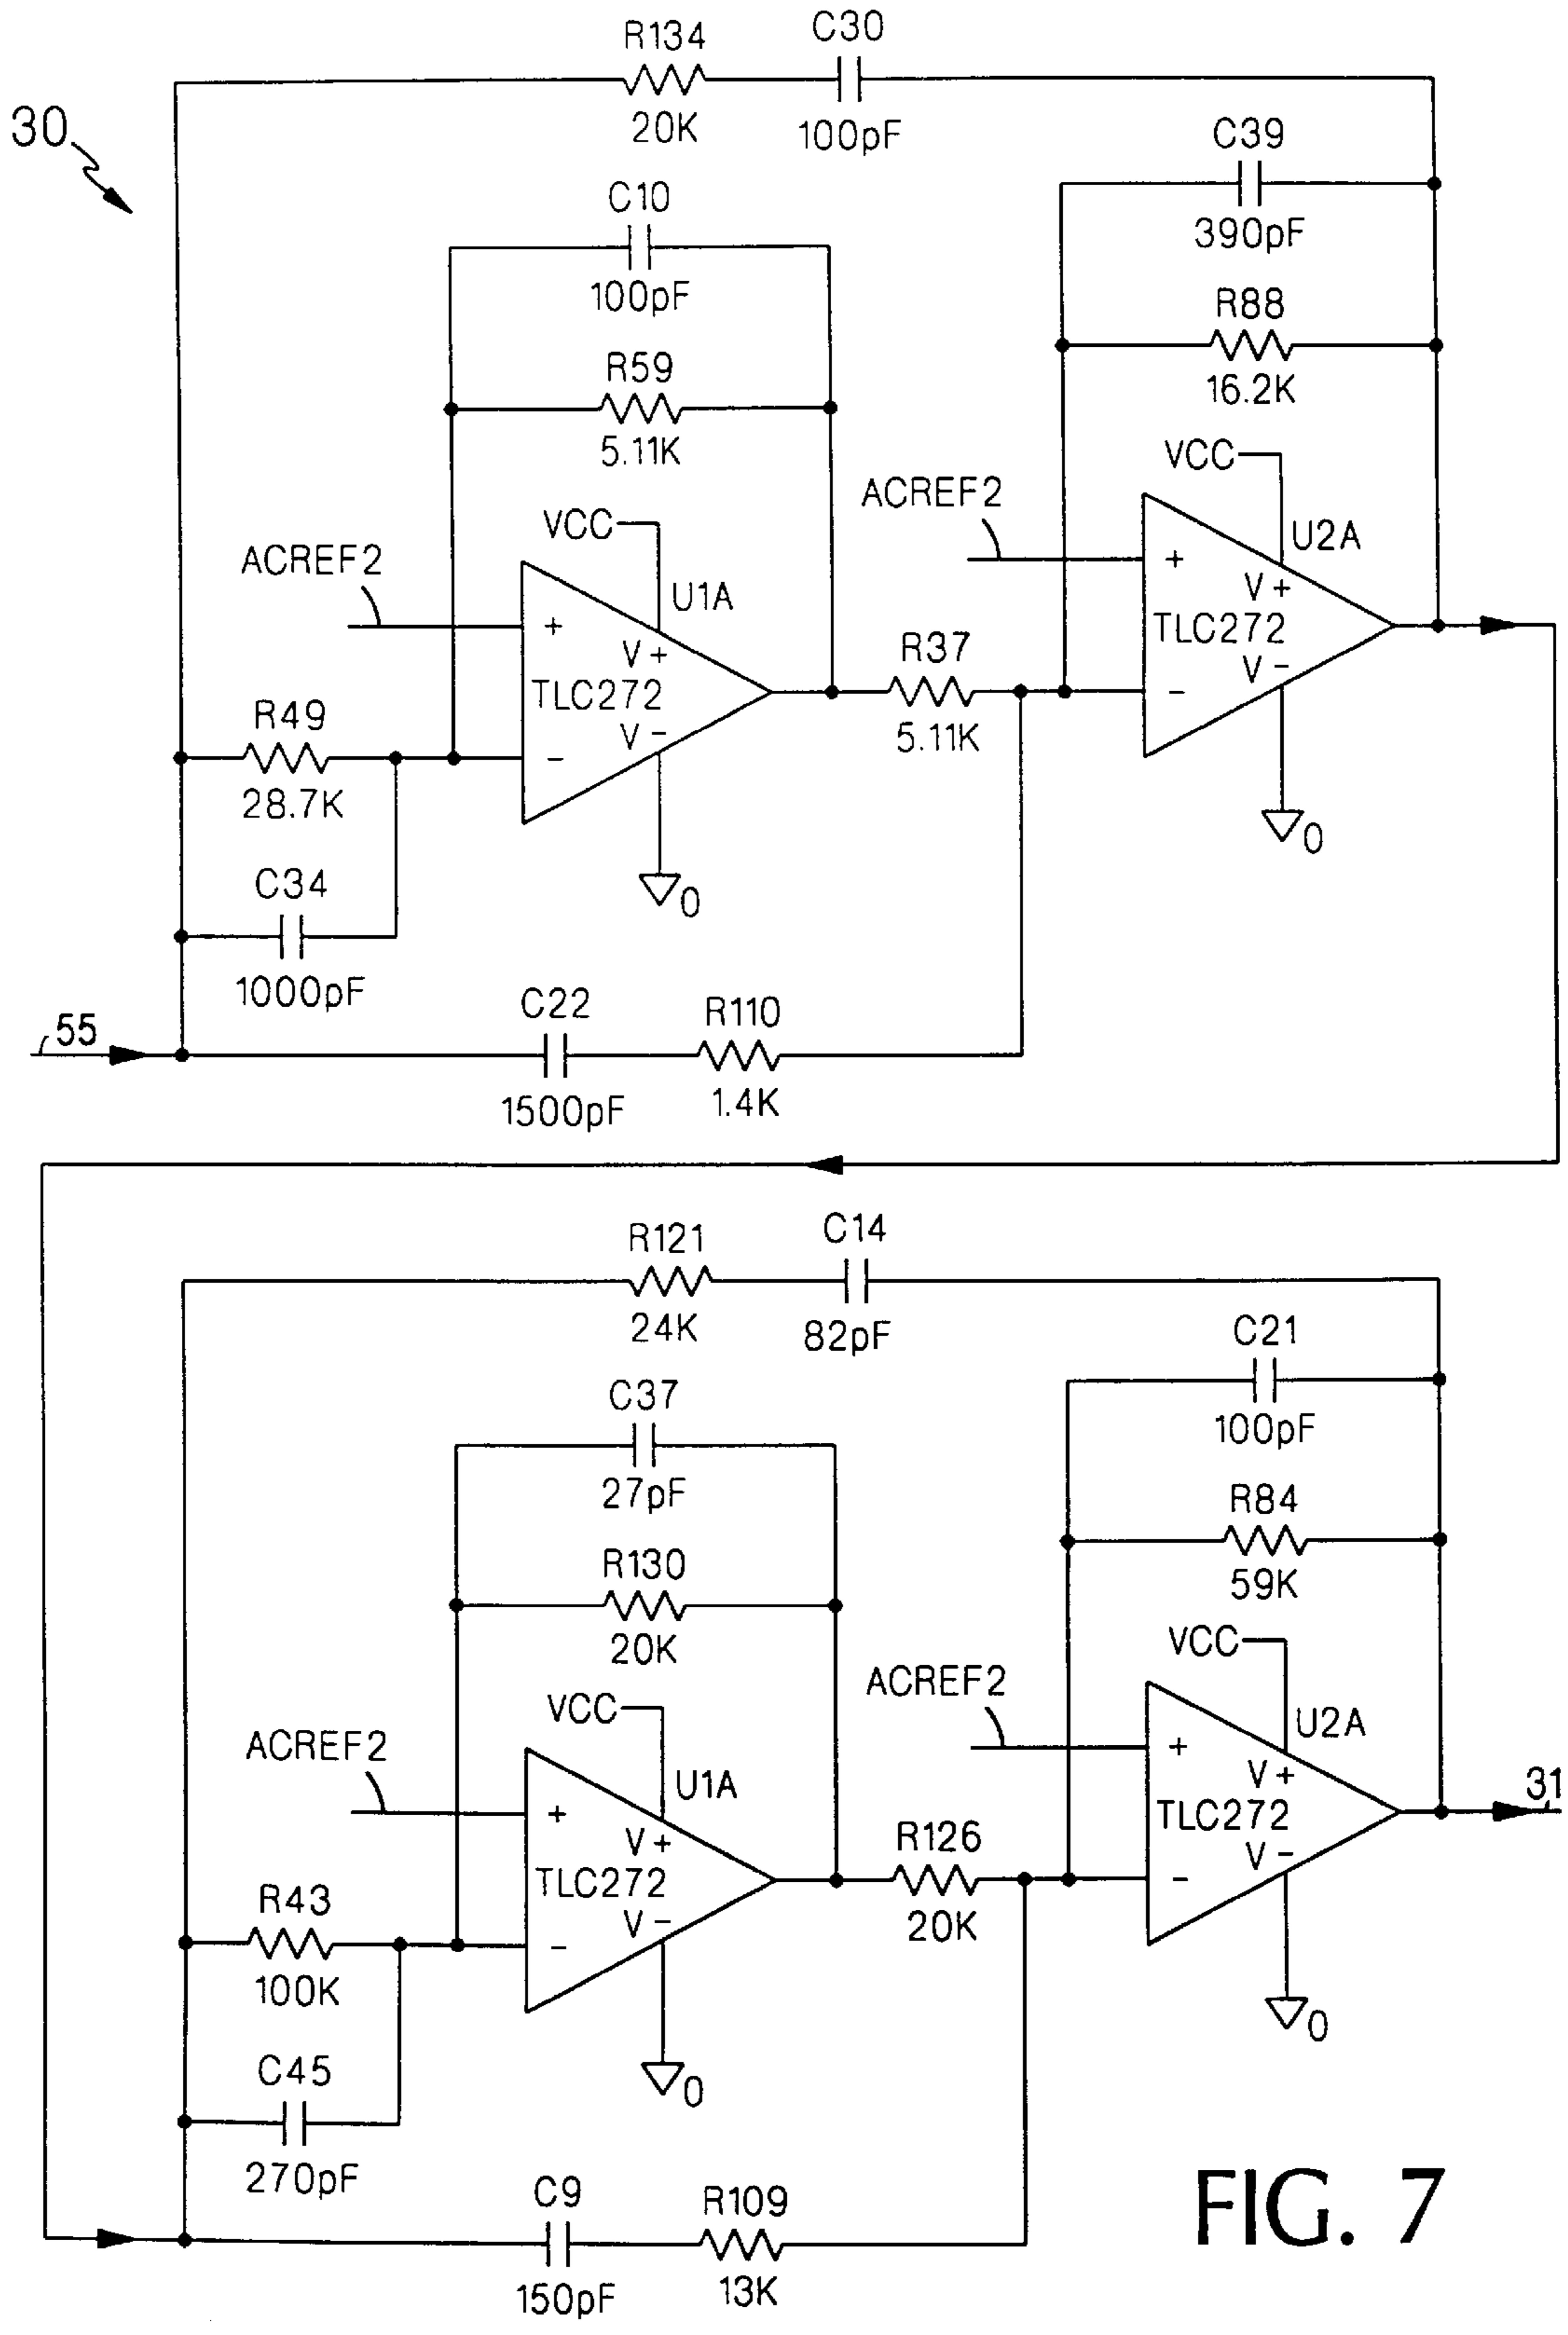 R134
20K
C30
100pF
30
C39
390pF
C10
100pF
R88
16.2K
R59
5.11K
VCC
ACREF2
U2A
+
V +
TLC272
V -
-
0
VCC
ACREF2
U1A
+
V +
TLC272
V -
-
0
R37
5.11K
R49
28.7K
C34
1000pF
55
C22
1500pF
R110
1.4K
R121
24K
C14
82pF
C21
100pF
C37
27pF
R84
59K
R130
20K
VCC
ACREF2
U2A
+
V +
TLC272
V -
-
0
31
VCC
ACREF2
U1A
+
V +
TLC272
V -
-
0
R126
20K
R43
100K
C45
270pF
C9
150pF
R109
13K
FIG. 7